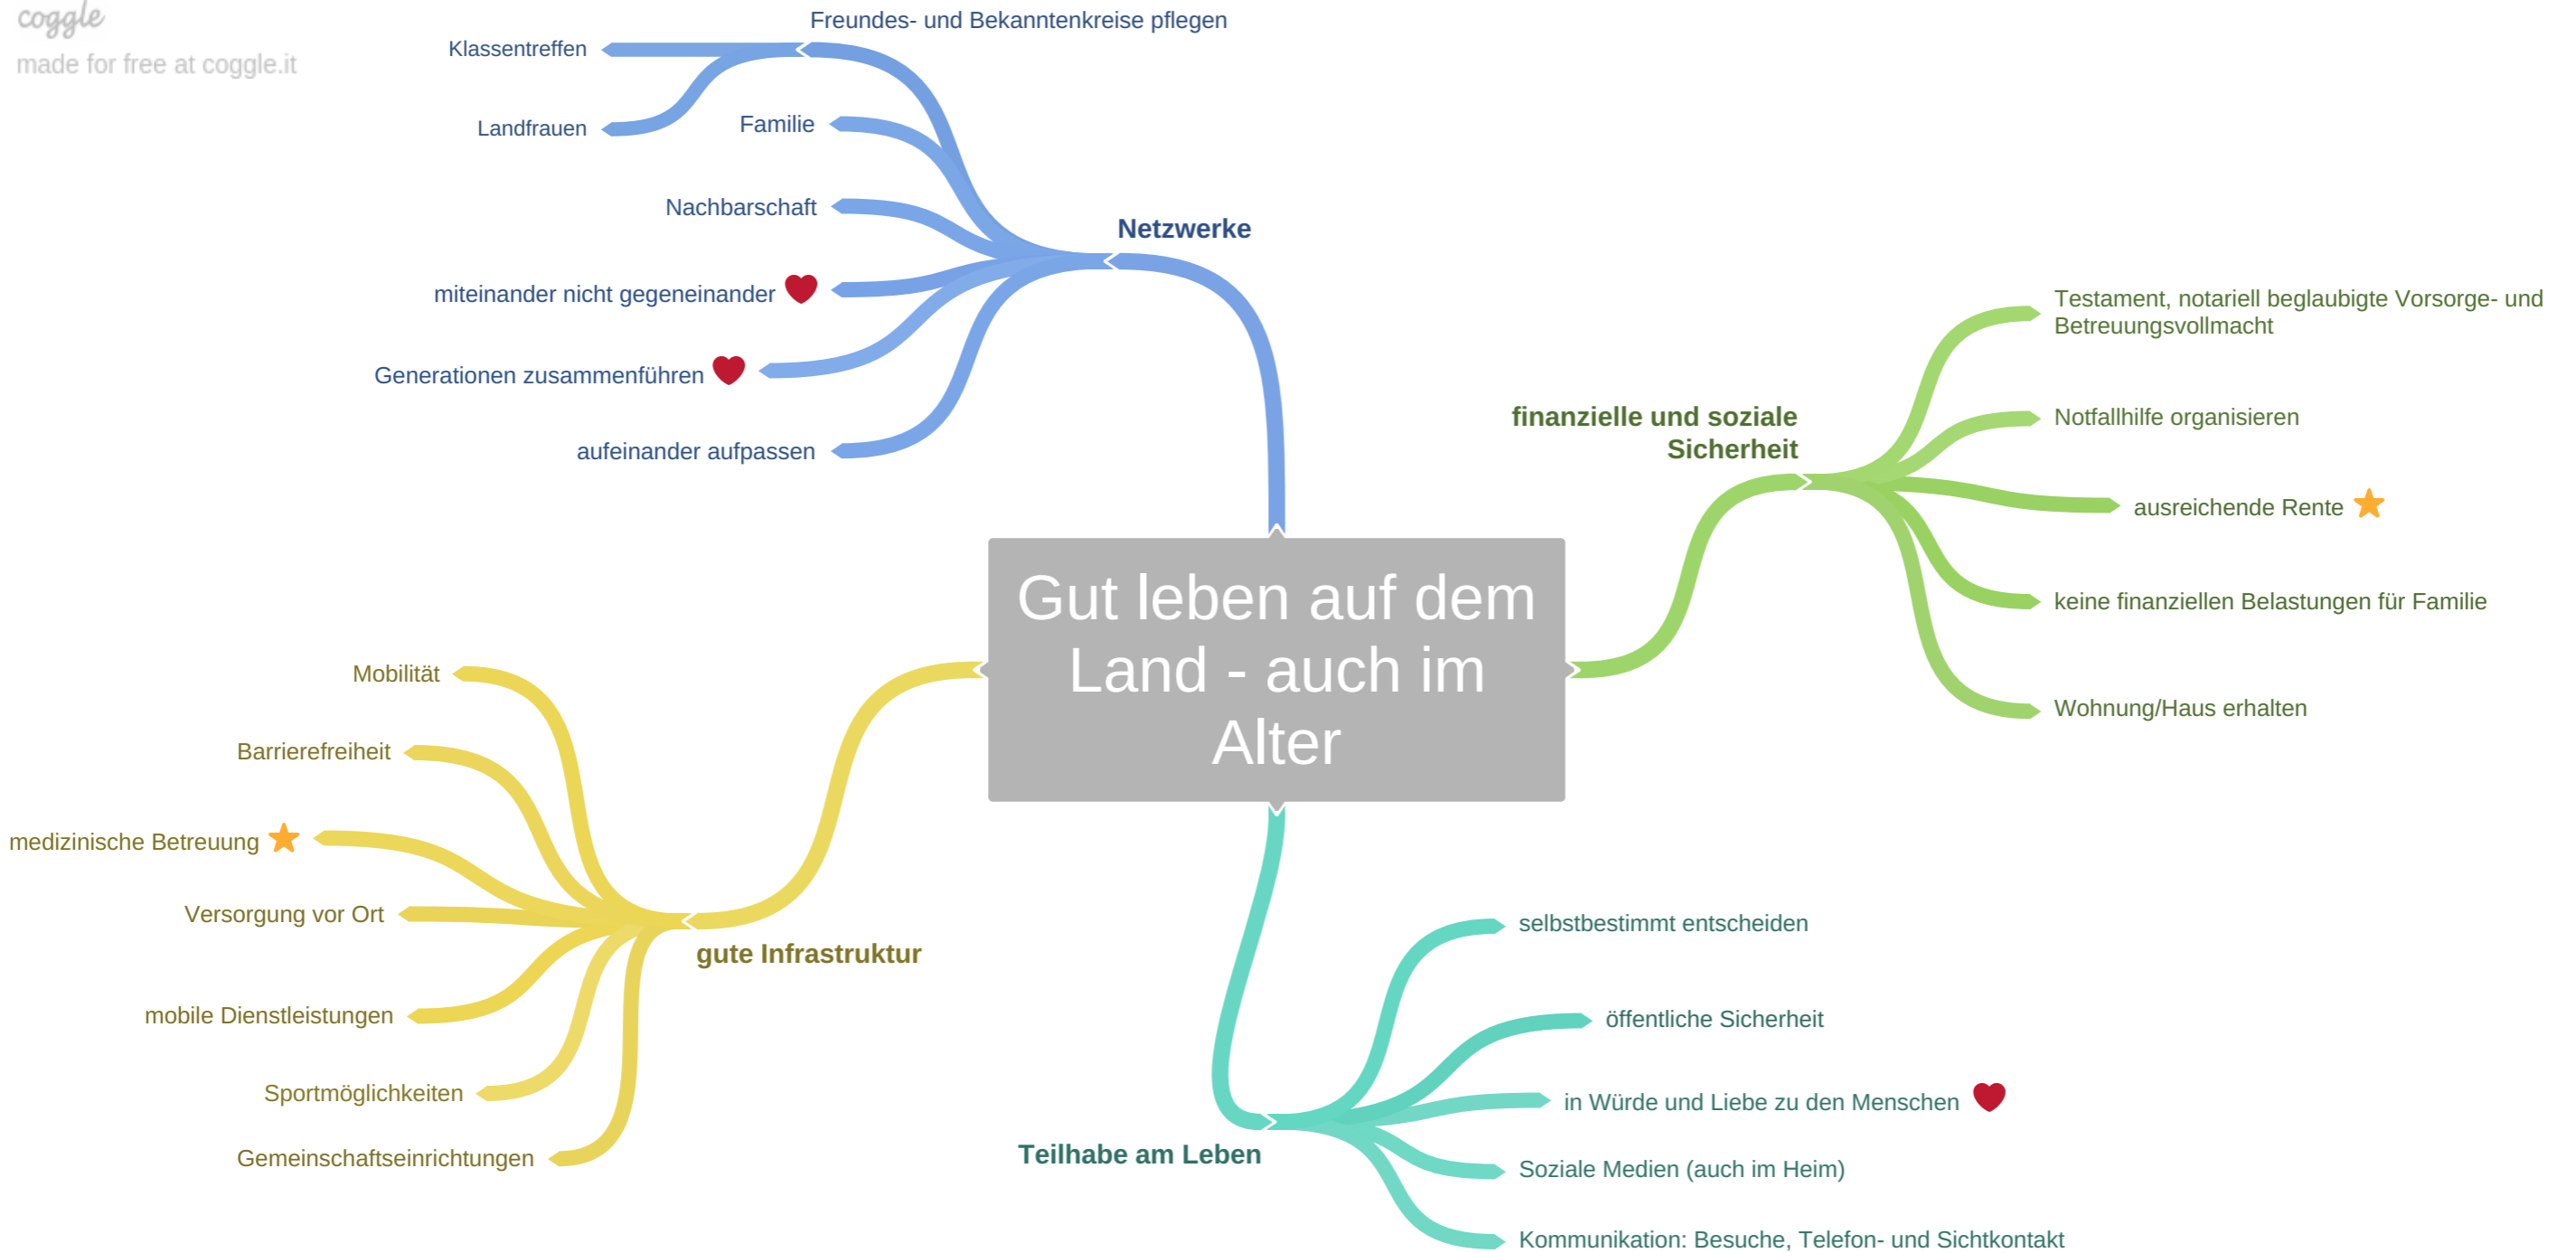 coggle
made for free at coggle.it
Freundes- und Bekanntenkreise pflegen
Klassentreffen
Landfrauen
Familie
Nachbarschaft
Netzwerke
miteinander nicht gegeneinander
Generationen zusammenführen
aufeinander aufpassen
Testament, notariell beglaubigte Vorsorge- und
Betreuungsvollmacht
finanzielle und soziale
Sicherheit
Notfallhilfe organisieren
ausreichende Rente
keine finanziellen Belastungen für Familie
Wohnung/Haus erhalten
Gut leben auf dem
Land - auch im
Alter
Mobilität
Barrierefreiheit
medizinische Betreuung
Versorgung vor Ort
gute Infrastruktur
mobile Dienstleistungen
Sportmöglichkeiten
Gemeinschaftseinrichtungen
selbstbestimmt entscheiden
öffentliche Sicherheit
in Würde und Liebe zu den Menschen
Teilhabe am Leben
Soziale Medien (auch im Heim)
Kommunikation: Besuche, Telefon- und Sichtkontakt